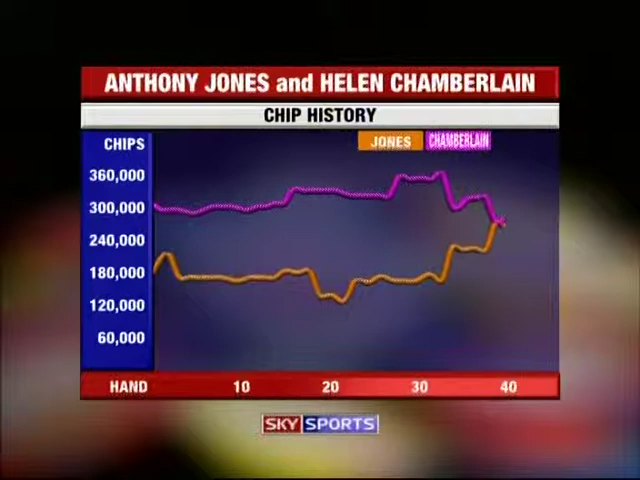 ANTHONY JONES and HELEN CHAMBERLAIN
CHIP HISTORY
CHIPS
JONES CHAMBERLAIN
360,000
300,000
240,000
180,000
120,000
60,000
HAND 10 20 30 40
SKY SPORTS